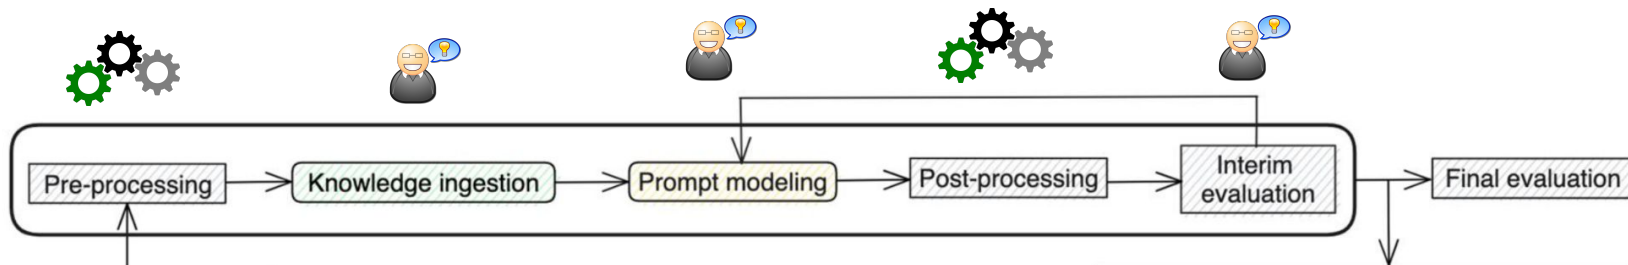 Pre-processing
Knowledge ingestion
Prompt modeling
Post-processing
Interim
evaluation
Final evaluation